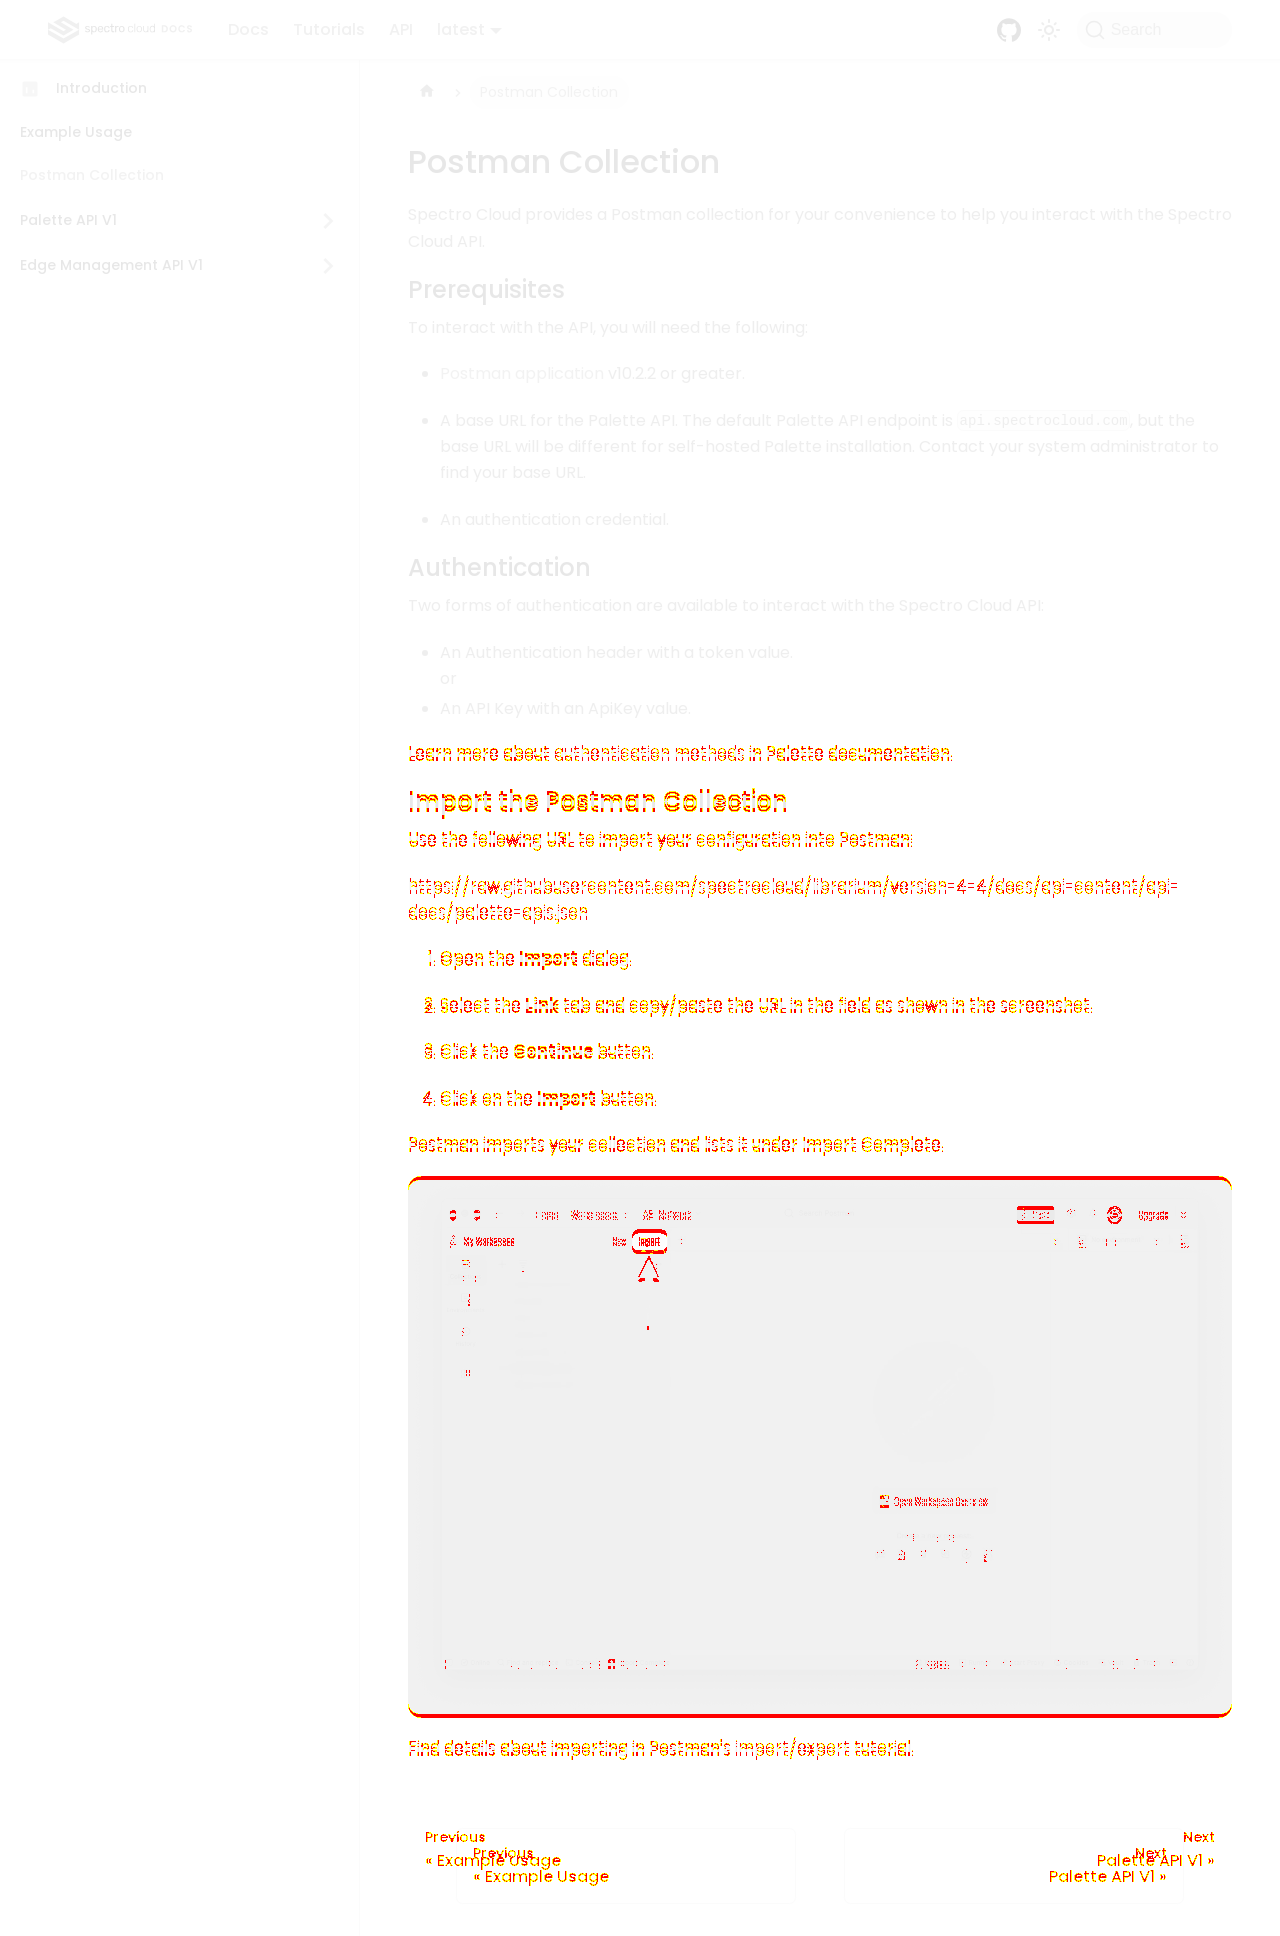 spectro cloud DOCS
Docs Tutorials API latest
Search
Introduction
Example Usage
Postman Collection
Palette API V1
Edge Management API V1
Postman Collection
Postman Collection
Spectro Cloud provides a Postman collection for your convenience to help you interact with the Spectro
Cloud API.
Prerequisites
To interact with the API, you will need the following:
Postman application v10.2.2 or greater.
A base URL for the Palette API. The default Palette API endpoint is api.spectrocloud.com, but the
base URL will be different for self-hosted Palette installation. Contact your system administrator to
find your base URL.
An authentication credential.
Authentication
Two forms of authentication are available to interact with the Spectro Cloud API:
An Authentication header with a token value.
or
An API Key with an ApiKey value.
Learn more about authentication methods in Palette documentation.
Import the Postman Collection
Use the following URL to import your configuration into Postman:
https://raw.githubusercontent.com/spectrocloud/librarium/version-4-4/docs/api-content/api-
docs/palette-apis.json
1. Open the Import dialog.
2. Select the Link tab and copy/paste the URL in the field as shown in the screenshot.
3. Click the Continue button.
4. Click on the Import button.
Postman imports your collection and lists it under Import Complete.
Workspaces API Network Upgrade
My Workspace New Import
Open Workspace Overview
Find details about importing in Postman's import/export tutorial.
Previous
« Example Usage
Previous
« Example Usage
Next
Palette API V1 »
Next
Palette API V1 »